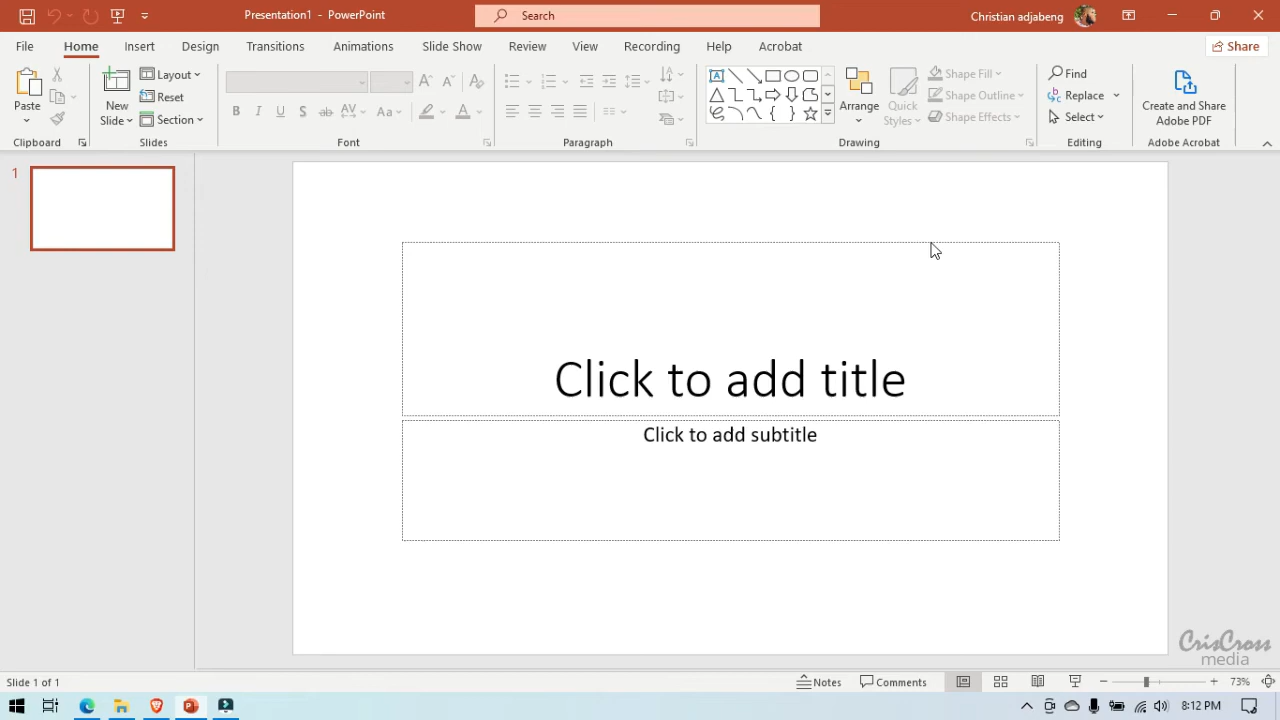 Presentation1 - PowerPoint
Search
Christian adjabeng
File Home Insert Design Transitions Animations Slide Show Review View Recording Help Acrobat
Share
Paste
New Slide
Layout
Reset
Section
B I U S ab AV Aa A
Arrange
Quick Styles
Shape Fill
Shape Outline
Shape Effects
Find
Replace
Select
Create and Share Adobe PDF
Clipboard Slides Font Paragraph Drawing Editing Adobe Acrobat
1
Click to add title
Click to add subtitle
CrisCross
media
Slide 1 of 1
Notes Comments 73%
8:12 PM